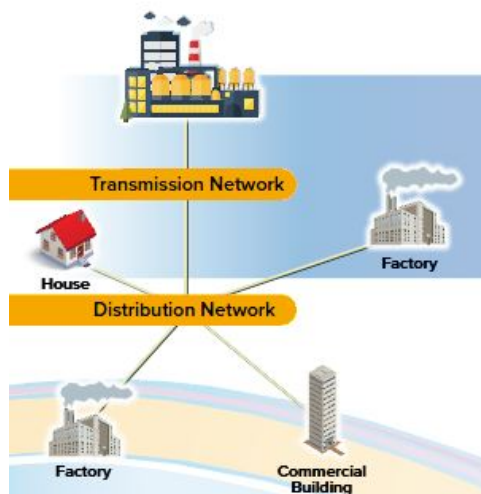 Transmission Network
House
Factory
Distribution Network
Factory
Commercial
Building